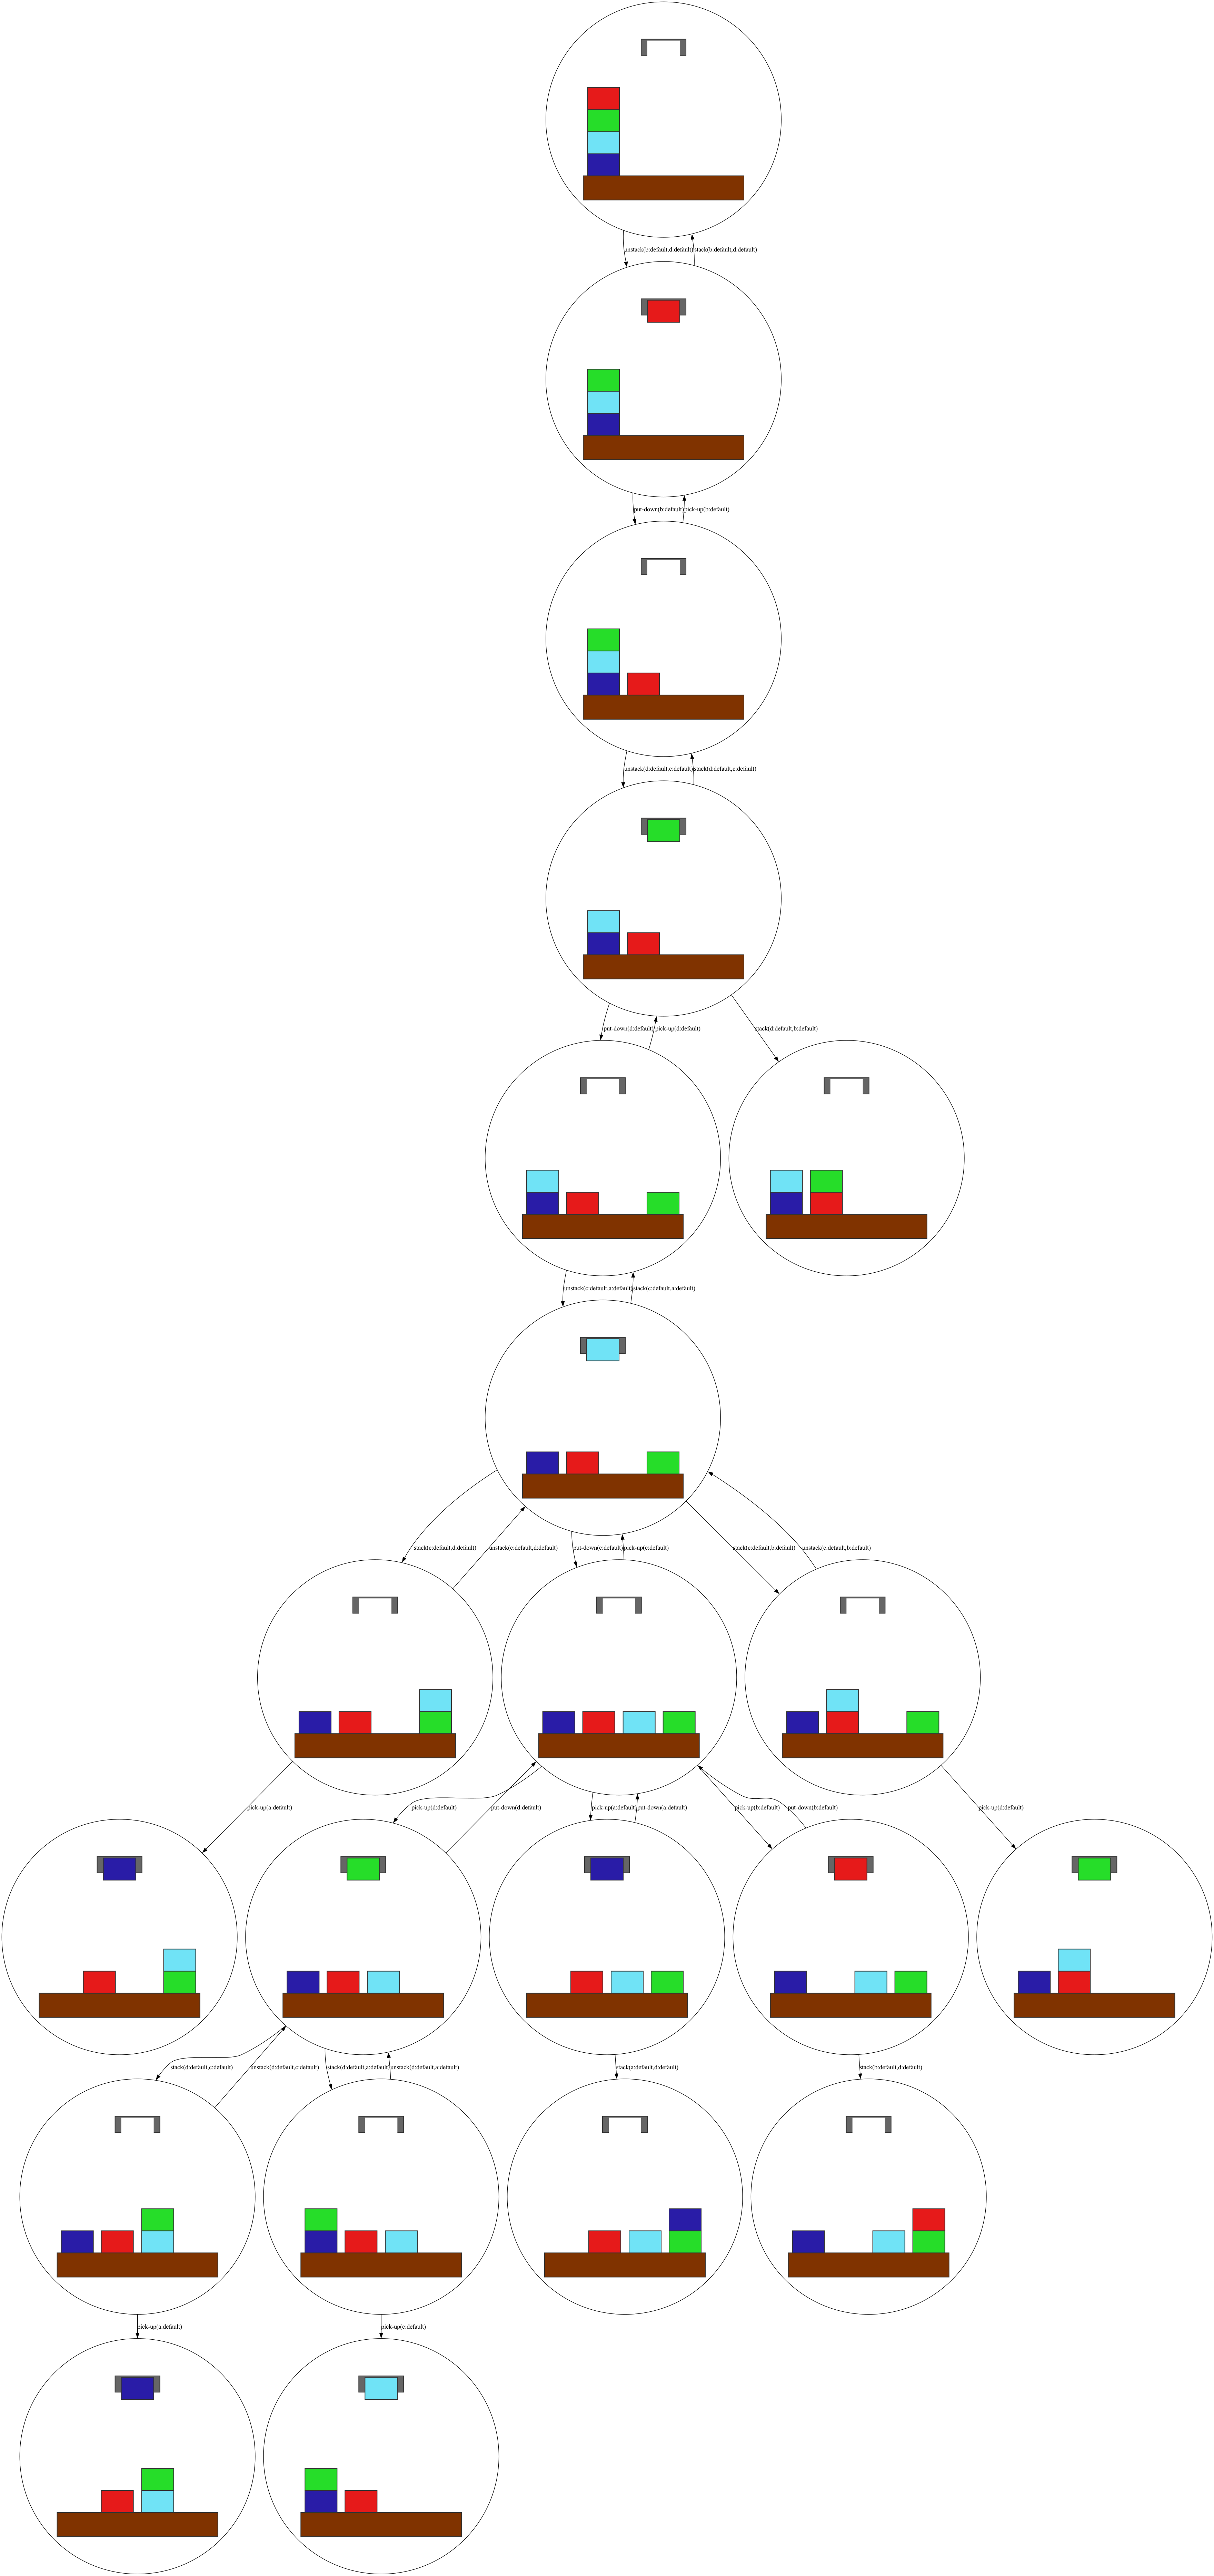 unstack(b:default,d:default)
stack(b:default,d:default)
put-down(b:default)
pick-up(b:default)
unstack(d:default,c:default)
stack(d:default,c:default)
put-down(d:default)
pick-up(d:default)
stack(d:default,b:default)
unstack(c:default,a:default)
stack(c:default,a:default)
stack(c:default,d:default)
unstack(c:default,d:default)
put-down(c:default)
pick-up(c:default)
stack(c:default,b:default)
unstack(c:default,b:default)
pick-up(a:default)
pick-up(d:default)
put-down(d:default)
pick-up(a:default)
put-down(a:default)
pick-up(b:default)
put-down(b:default)
pick-up(d:default)
stack(d:default,c:default)
unstack(d:default,c:default)
stack(d:default,a:default)
unstack(d:default,a:default)
stack(a:default,d:default)
stack(b:default,d:default)
pick-up(a:default)
pick-up(c:default)